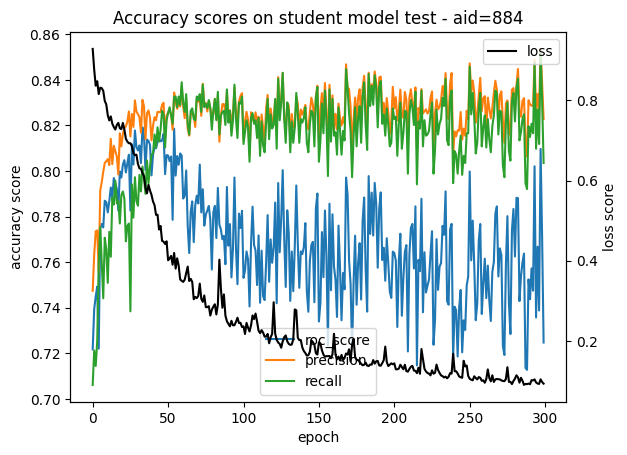 Accuracy scores on student model test - aid=884
0.86
0.84
0.82
0.80
0.78
0.76
0.74
0.72
0.70
accuracy score
0
50
100
150
200
250
300
epoch
0.8
0.6
0.4
0.2
loss score
loss
roc_score
precision
recall